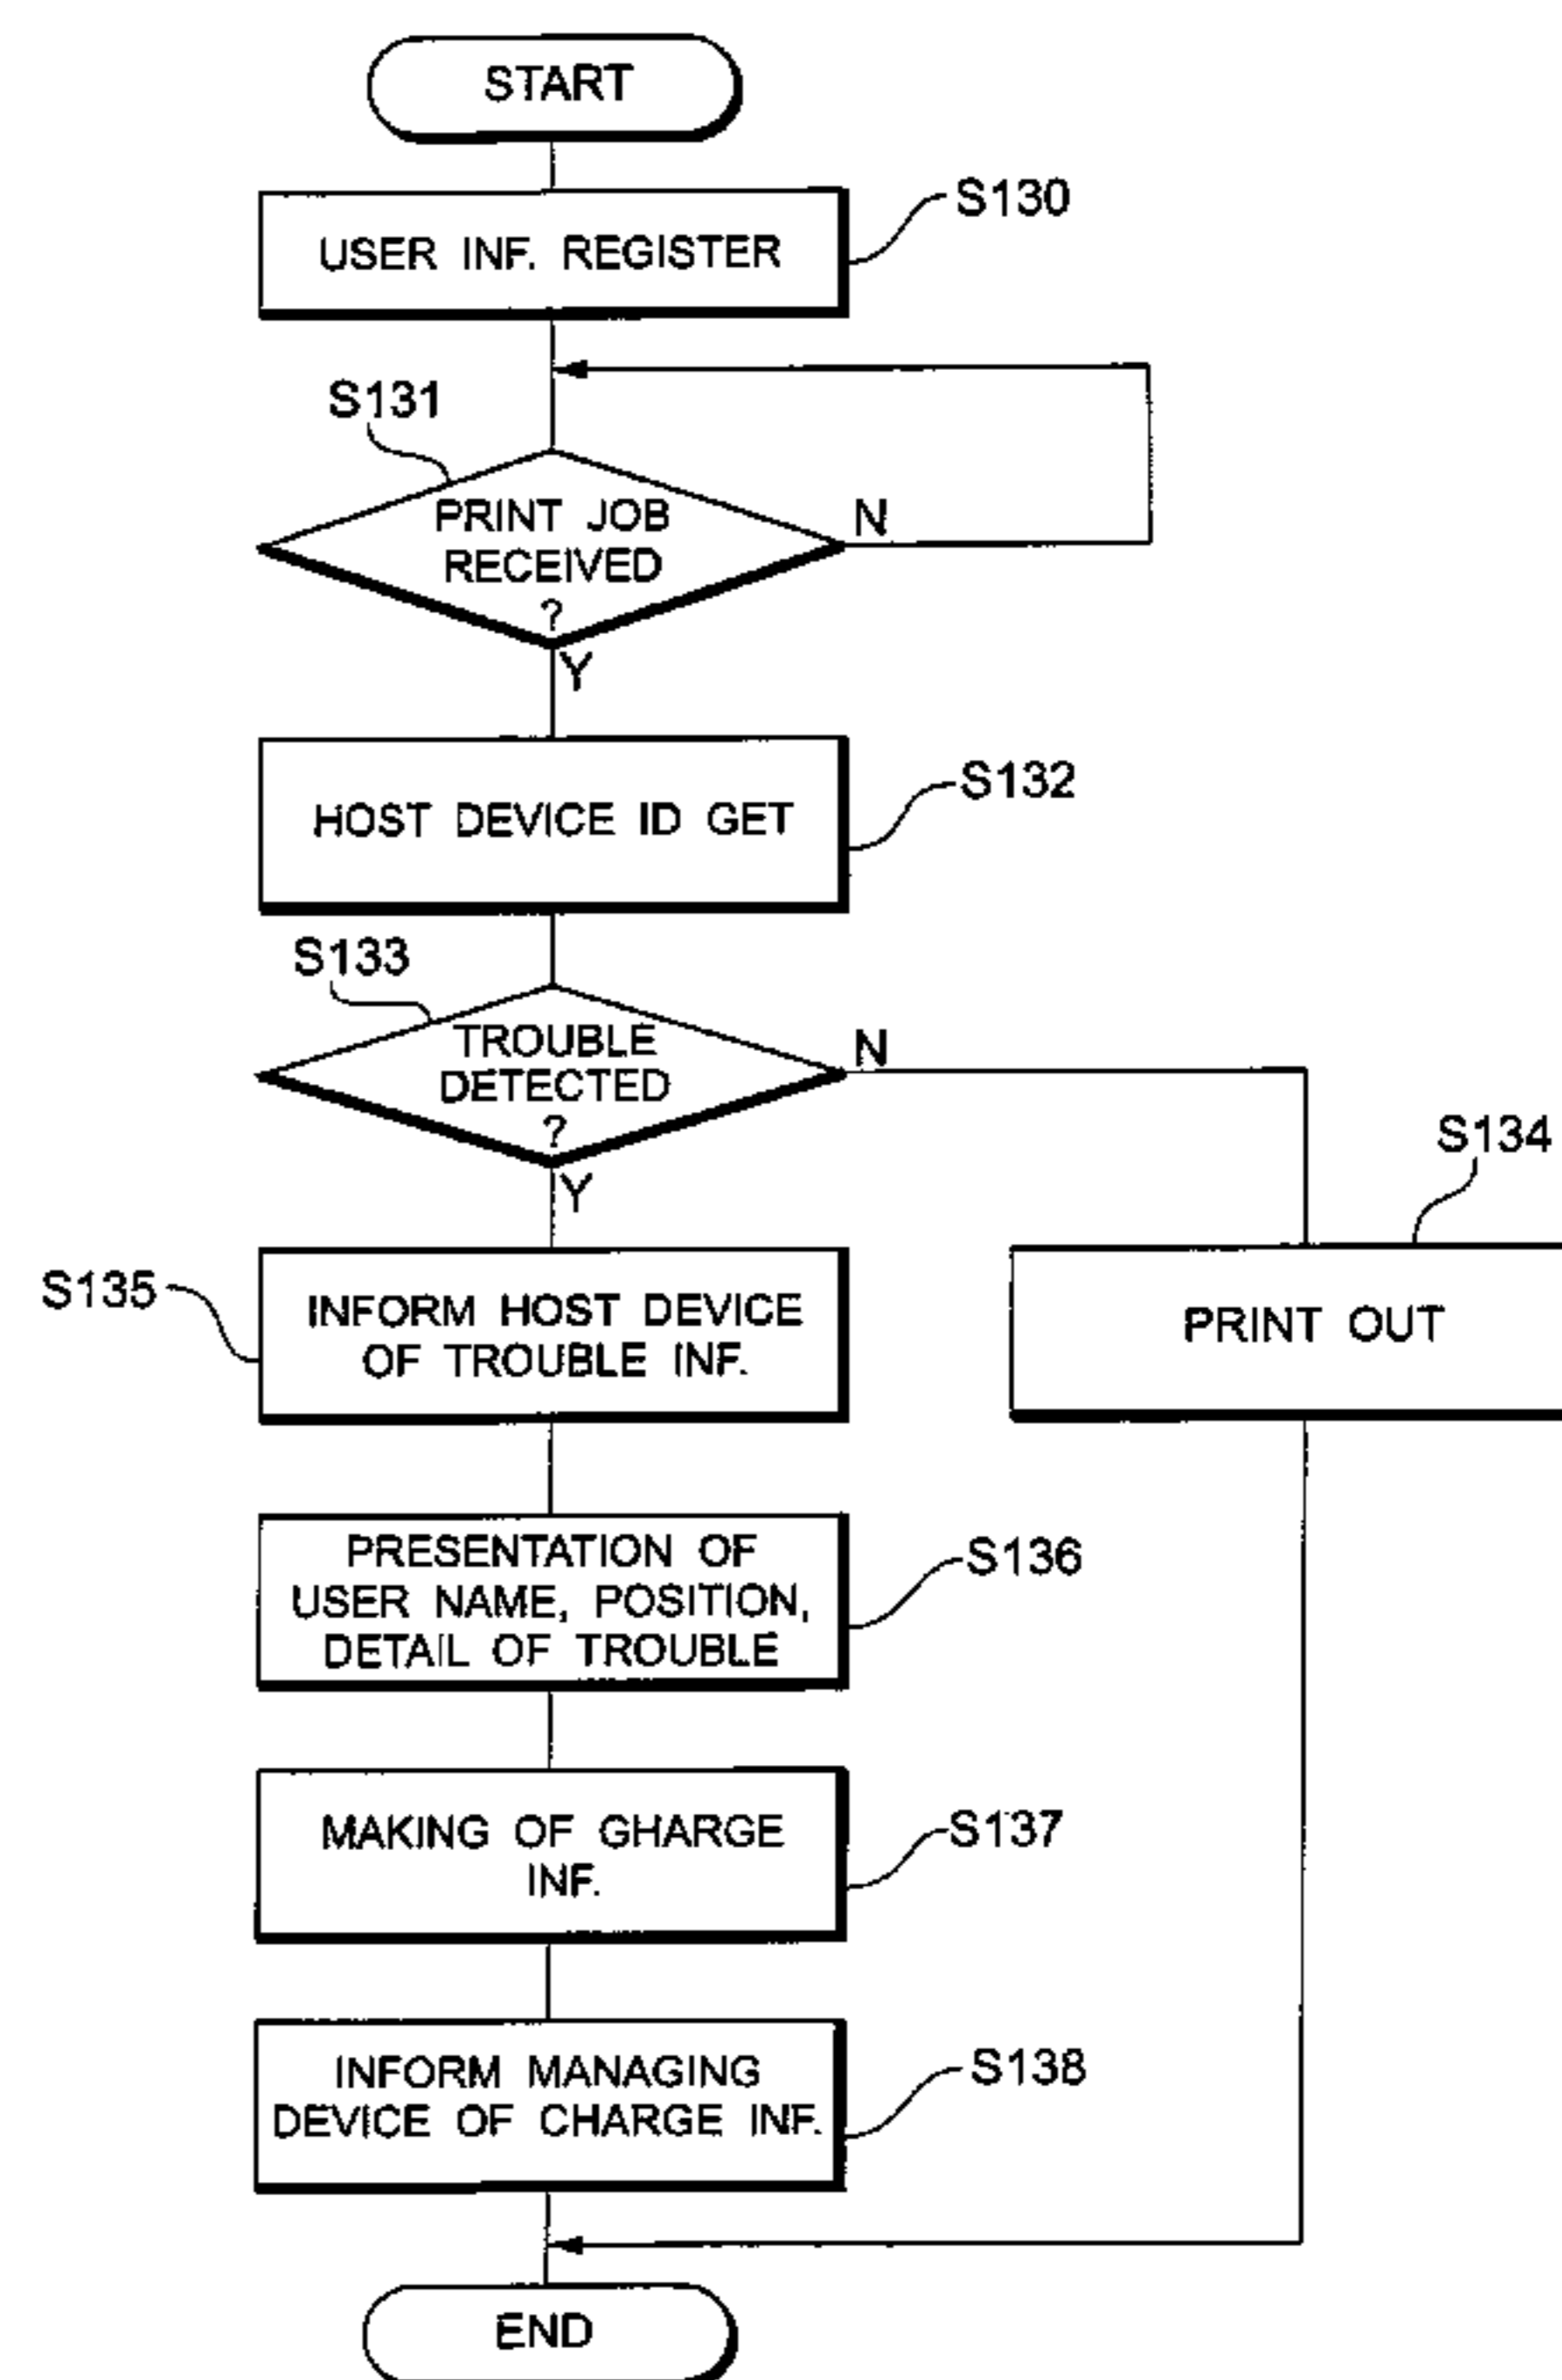 START
S130
USER INF. REGISTER
S131
PRINT JOB
RECEIVED
?
N
Y
S132
HOST DEVICE ID GET
S133
TROUBLE
DETECTED
?
N
Y
S134
PRINT OUT
S135
INFORM HOST DEVICE
OF TROUBLE INF.
PRESENTATION OF
USER NAME, POSITION,
DETAIL OF TROUBLE
S136
MAKING OF GHARGE
INF.
S137
INFORM MANAGING
DEVICE OF CHARGE INF.
S138
END